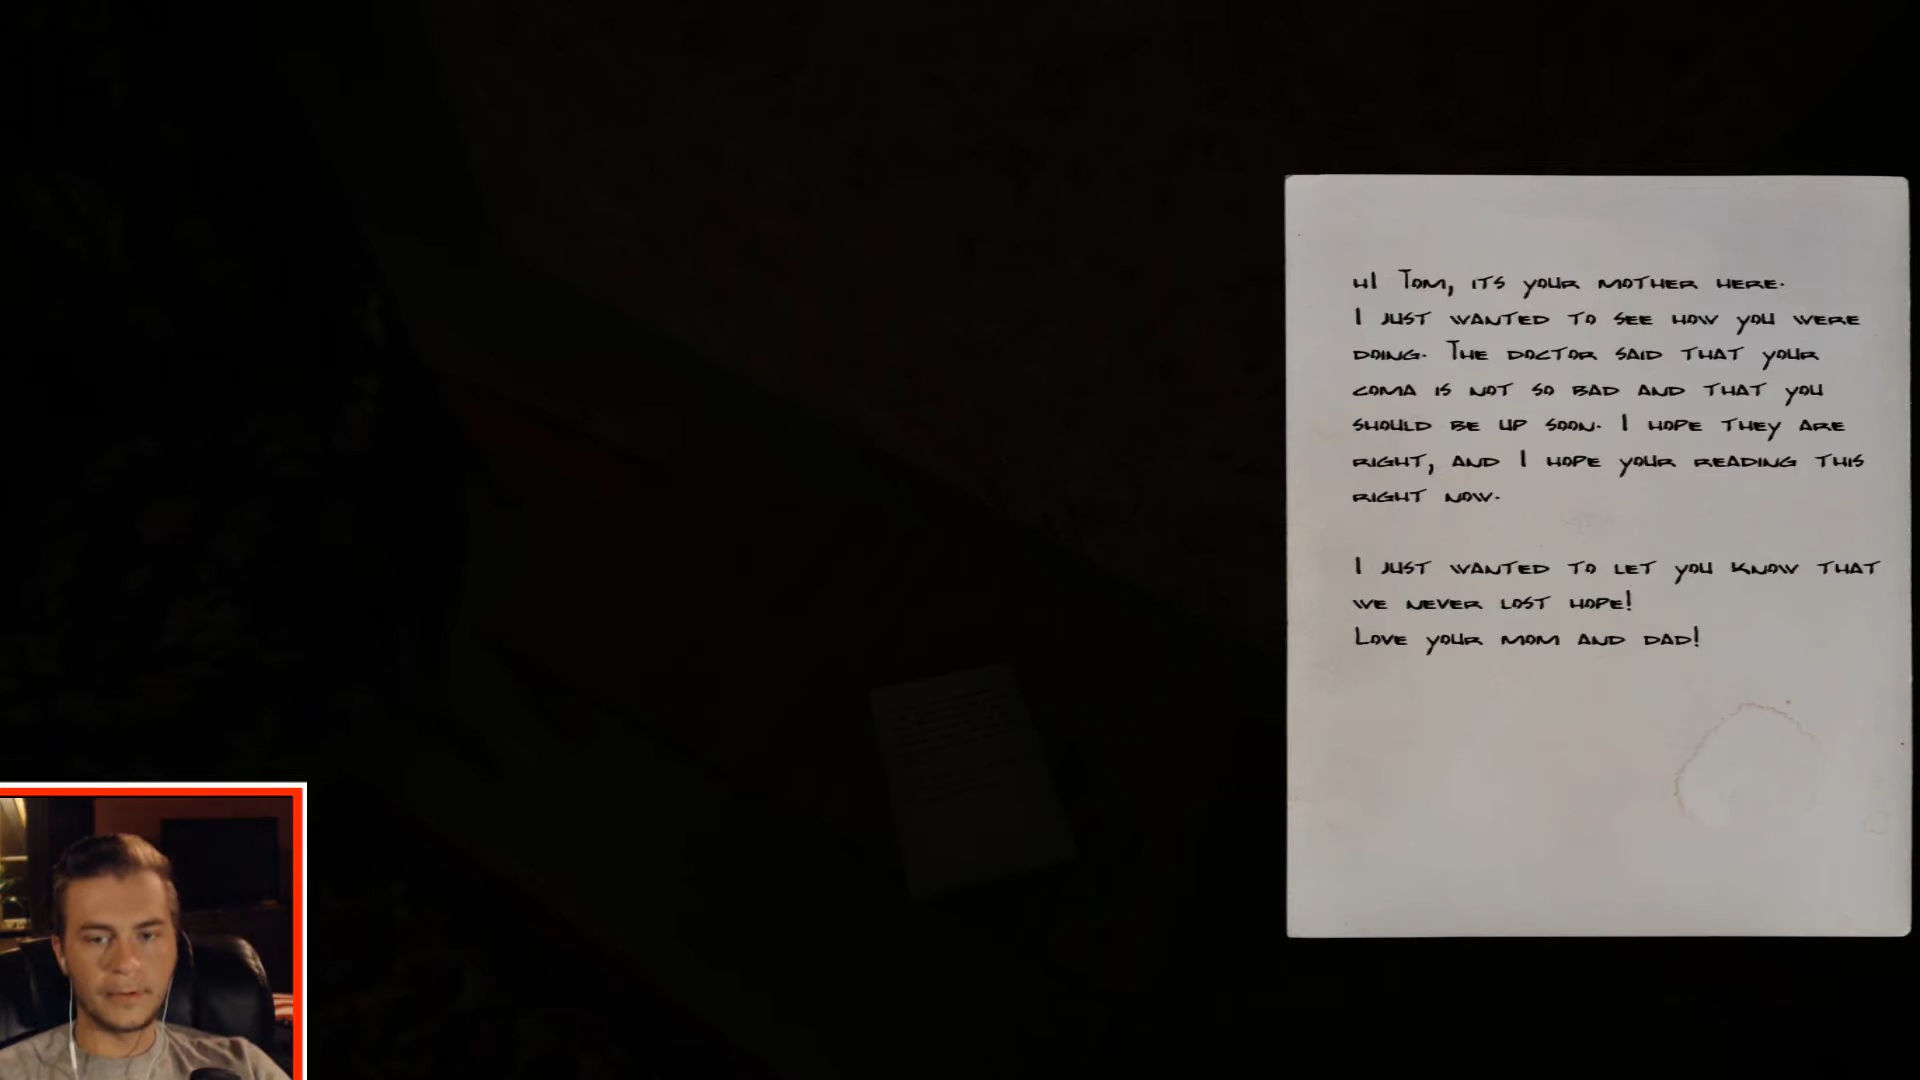 HI Tom, ITS YOUR MOTHER HERE.
I JUST WANTED TO SEE HOW YOU WERE
DOING. THE DOCTOR SAID THAT YOUR
COMA IS NOT SO BAD AND THAT YOU
SHOULD BE UP SOON. I HOPE THEY ARE
RIGHT, AND I HOPE YOUR READING THIS
RIGHT NOW.
I JUST WANTED TO LET YOU KNOW THAT
WE NEVER LOST HOPE!
LOVE YOUR MOM AND DAD!